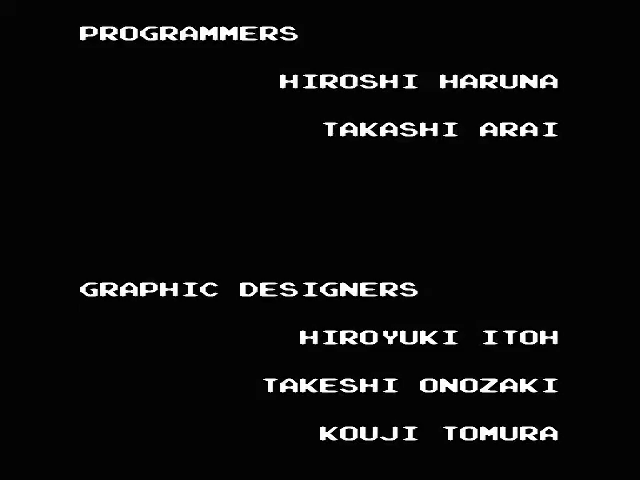 PROGRAMMERS
HIROSHI HARUNA
TAKASHI ARAI
GRAPHIC DESIGNERS
HIROYUKI ITOH
TAKESHI ONOZAKI
KOUJI TOMURA